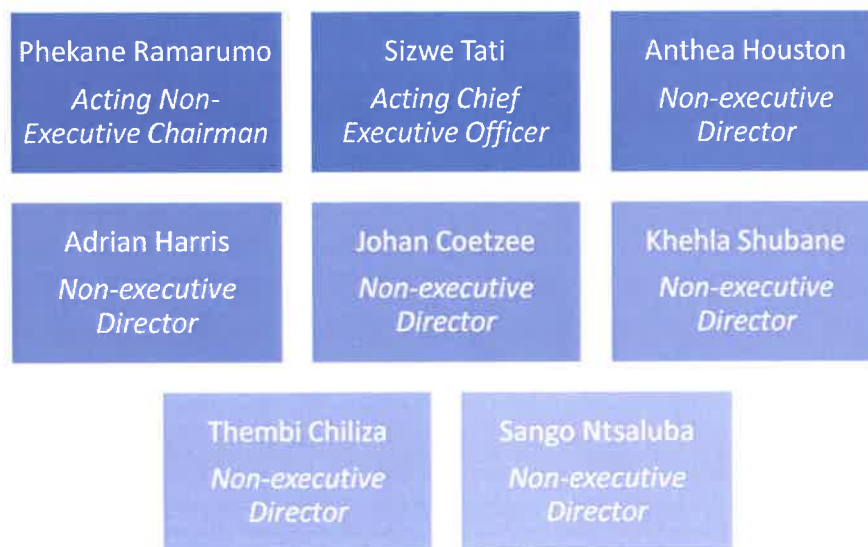 Phekane Ramarumo
Acting Non-
Executive Chairman
Sizwe Tati
Acting Chief
Executive Officer
Anthea Houston
Non-executive
Director
Adrian Harris
Non-executive
Director
Johan Coetzee
Non-executive
Director
Khehla Shubane
Non-executive
Director
Thembi Chiliza
Non-executive
Director
Sango Ntsaluba
Non-executive
Director